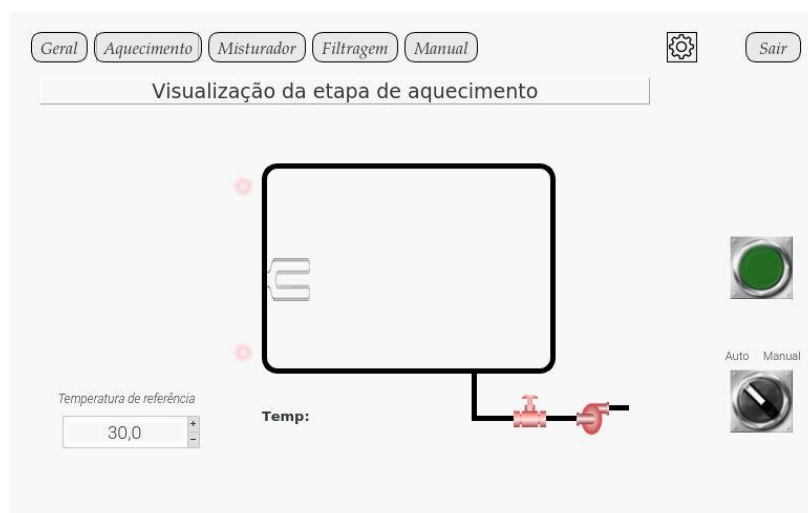 Geral Aquecimento Misturador Filtragem Manual Sair
Visualização da etapa de aquecimento
Auto Manual
Temperatura de referência
30,0 + -
Temp: